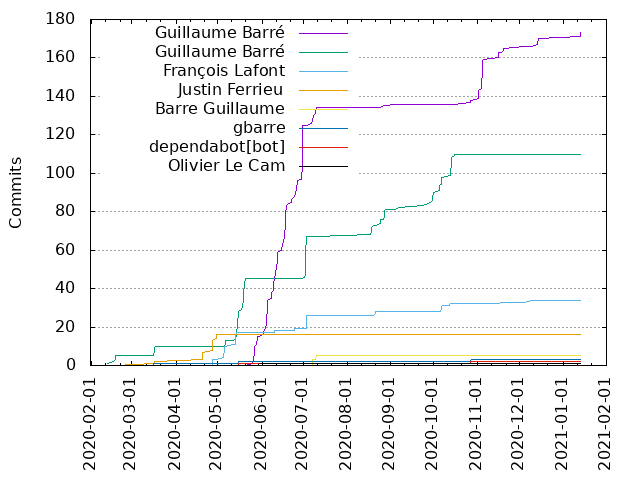 180
160
140
120
100
80
60
40
20
0
Commits
Guillaume Barré
Guillaume Barré
François Lafont
Justin Ferrieu
Barre Guillaume
gbarre
dependabot[bot]
Olivier Le Cam
2020-02-01
2020-03-01
2020-04-01
2020-05-01
2020-06-01
2020-07-01
2020-08-01
2020-09-01
2020-10-01
2020-11-01
2020-12-01
2021-01-01
2021-02-01